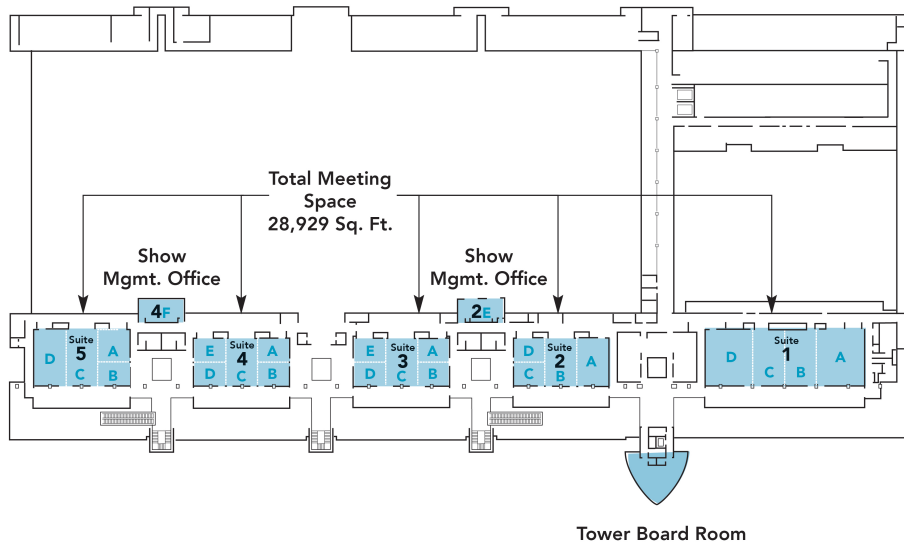 Total Meeting
Space
28,929 Sq. Ft.
Show
Mgmt. Office
Show
Mgmt. Office
4F
2E
Suite
5
A
B
C
D
Suite
4
A
B
C
D
E
Suite
3
A
B
C
D
E
Suite
2
A
B
C
D
Suite
1
A
B
C
D
Tower Board Room